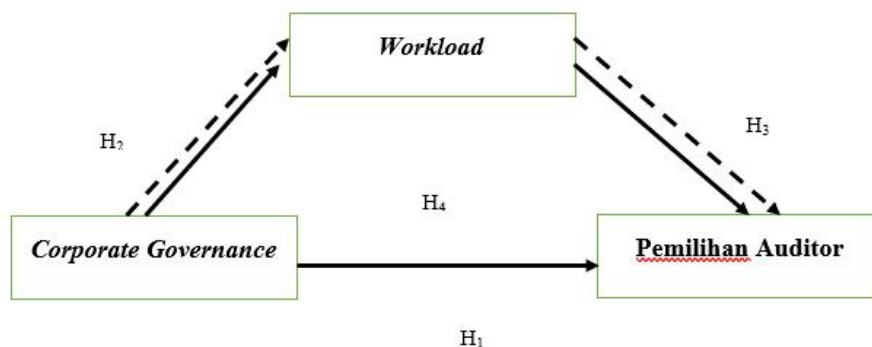 Workload
H₂
H₃
H₄
Corporate Governance
Pemilihan Auditor
H₁